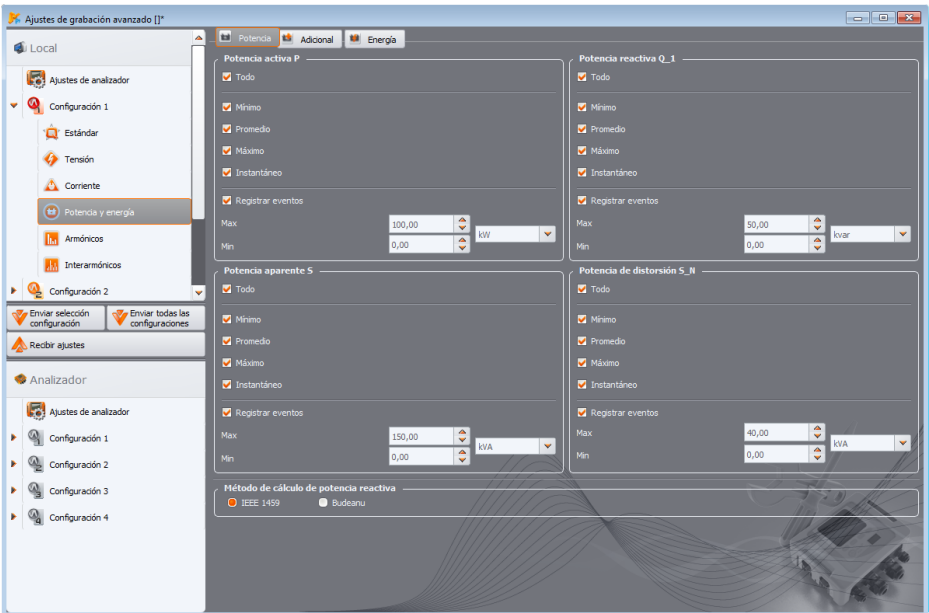 Ajustes de grabación avanzado []*
Local
Ajustes de analizador
Configuración 1
Estándar
Tensión
Corriente
Potencia y energía
Armónicos
Interarmónicos
Configuración 2
Enviar selección configuración
Enviar todas las configuraciones
Recibir ajustes
Analizador
Ajustes de analizador
Configuración 1
Configuración 2
Configuración 3
Configuración 4
Potencia Adicional Energía
Potencia activa P
Todo
Mínimo
Promedio
Máximo
Instantáneo
Registrar eventos
Max 100,00 kW
Min 0,00
Potencia reactiva Q_1
Todo
Mínimo
Promedio
Máximo
Instantáneo
Registrar eventos
Max 50,00 kvar
Min 0,00
Potencia aparente S
Todo
Mínimo
Promedio
Máximo
Instantáneo
Registrar eventos
Max 150,00 kVA
Min 0,00
Potencia de distorsión S_N
Todo
Mínimo
Promedio
Máximo
Instantáneo
Registrar eventos
Max 40,00 kVA
Min 0,00
Método de cálculo de potencia reactiva
IEEE 1459 Budeanu